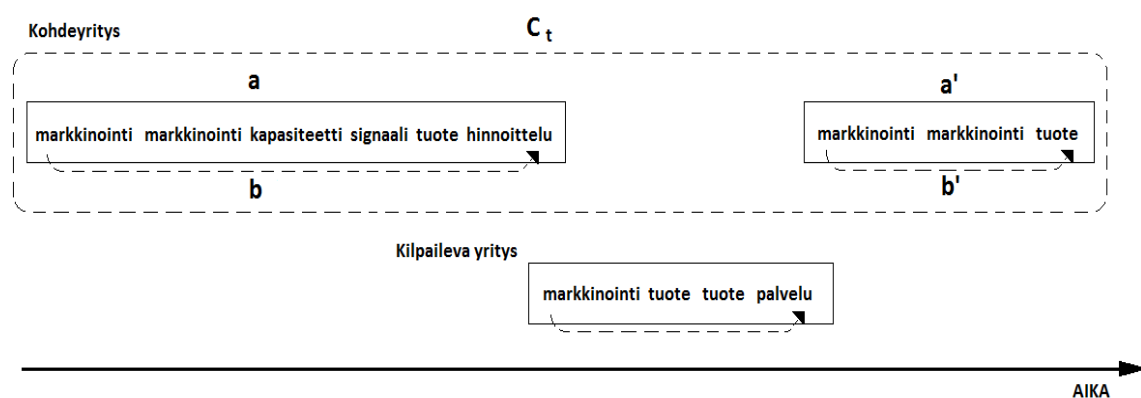 Kohdeyritys
C t
a
a'
markkinointi markkinointi kapasiteetti signaali tuote hinnoittelu
markkinointi markkinointi tuote
b
b'
Kilpaileva yritys
markkinointi tuote tuote palvelu
AIKA